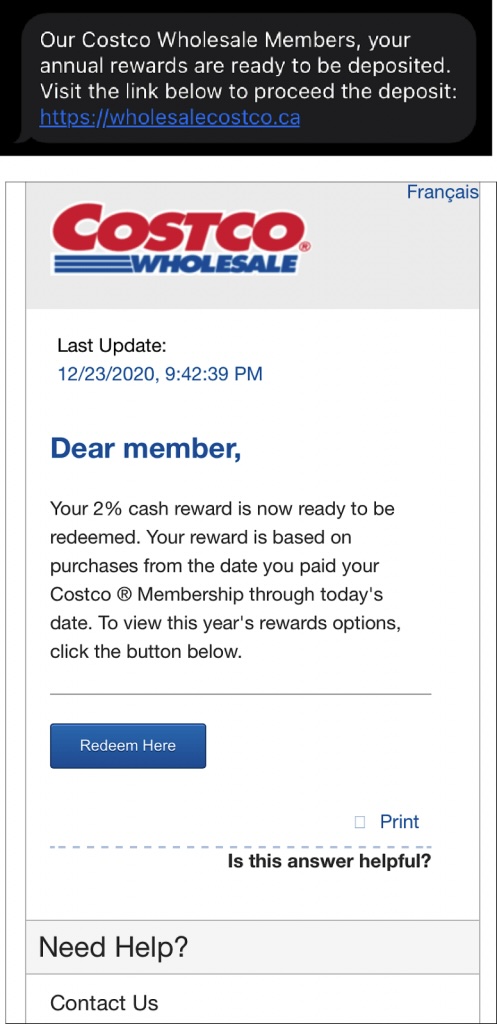 Our Costco Wholesale Members, your
annual rewards are ready to be deposited.
Visit the link below to proceed the deposit:
https://wholesalecostco.ca
Français
COSTCO®
WHOLESALE
Last Update:
12/23/2020, 9:42:39 PM
Dear member,
Your 2% cash reward is now ready to be
redeemed. Your reward is based on
purchases from the date you paid your
Costco ® Membership through today's
date. To view this year's rewards options,
click the button below.
Redeem Here
Print
Is this answer helpful?
Need Help?
Contact Us